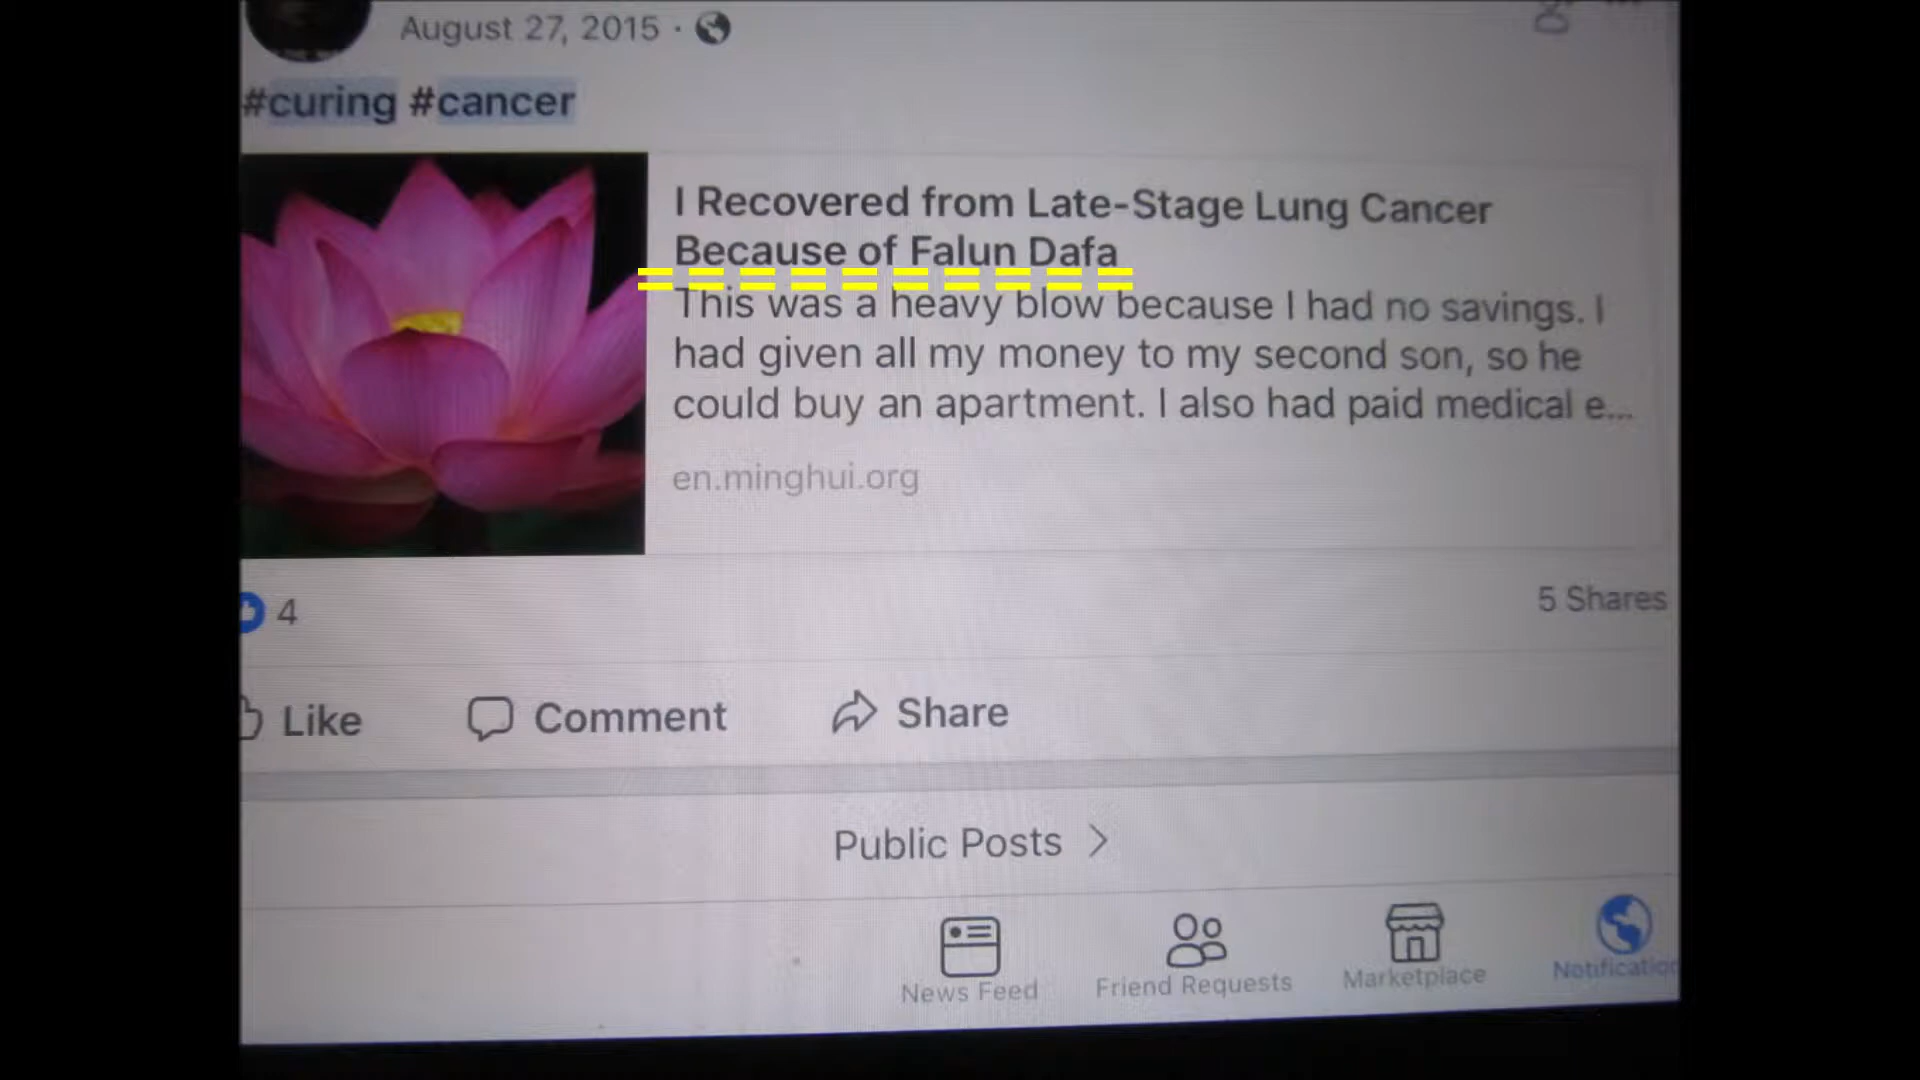 August 27, 2015 ·
#curing #cancer
I Recovered from Late-Stage Lung Cancer
Because of Falun Dafa
This was a heavy blow because I had no savings. I
had given all my money to my second son, so he
could buy an apartment. I also had paid medical e...
en.minghui.org
4
5 Shares
Like Comment Share
Public Posts
News Feed Friend Requests Marketplace Notificatio